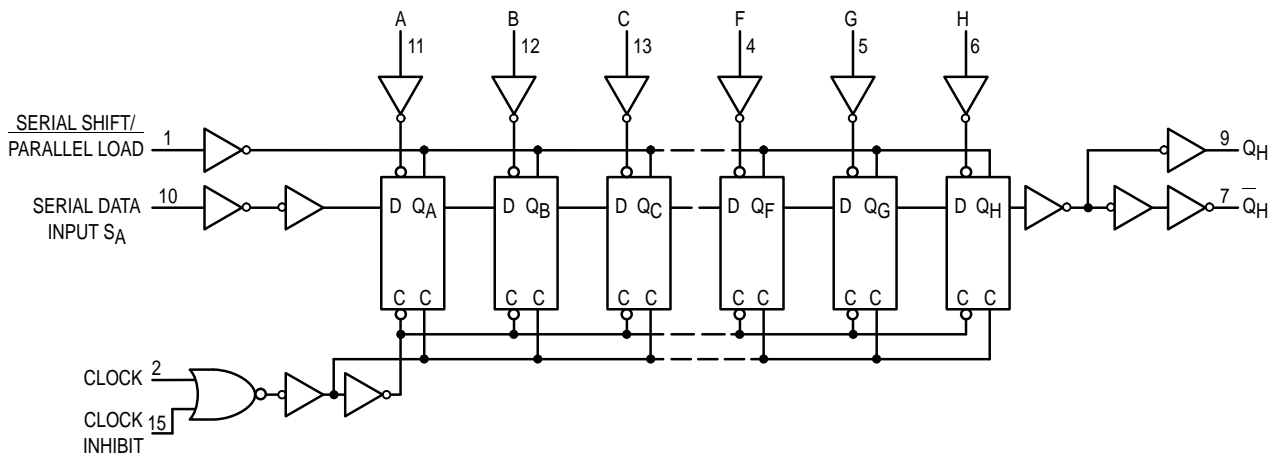 A B C F G H
11 12 13 4 5 6
SERIAL SHIFT/
PARALLEL LOAD 1
9 QH
SERIAL DATA
INPUT SA 10
D QA D QB D QC D QF D QG D QH
7 Q̅H
C C C C C C C C C C C C
CLOCK 2
CLOCK
INHIBIT 15